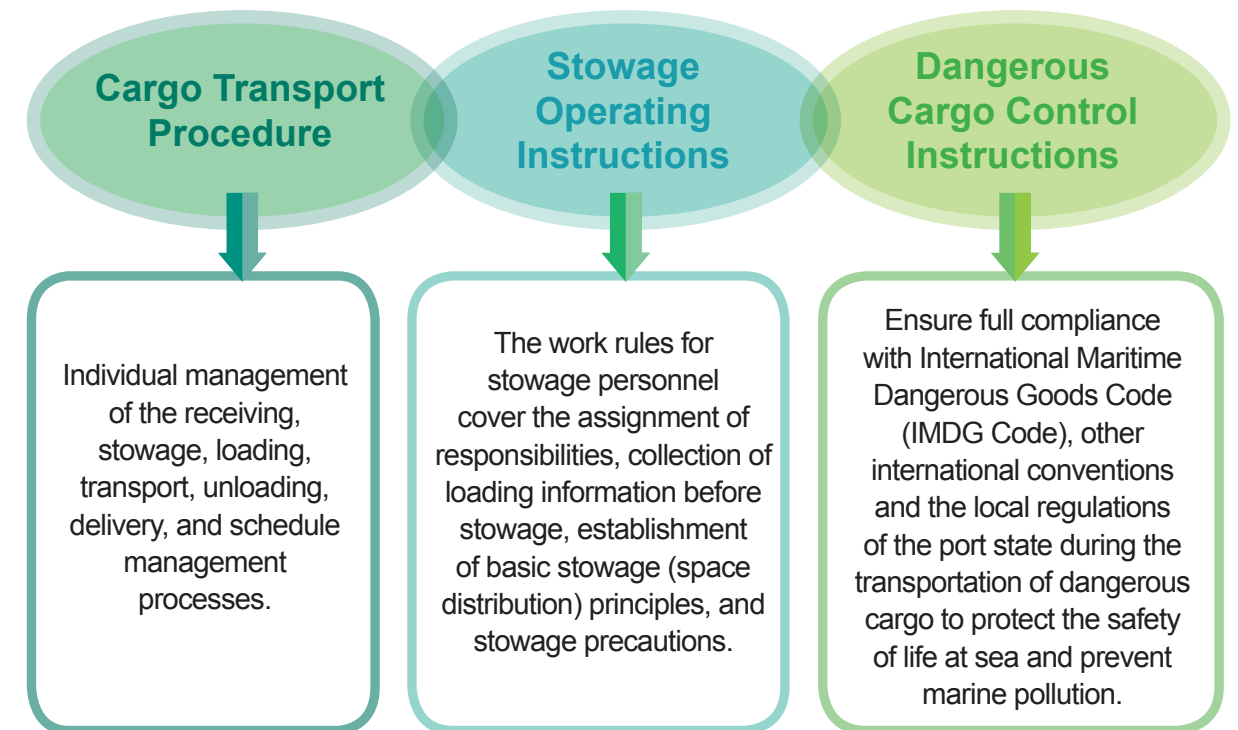 Cargo Transport
Procedure
Individual management
of the receiving,
stowage, loading,
transport, unloading,
delivery, and schedule
management
processes.
Stowage
Operating
Instructions
The work rules for
stowage personnel
cover the assignment of
responsibilities, collection of
loading information before
stowage, establishment
of basic stowage (space
distribution) principles, and
stowage precautions.
Dangerous
Cargo Control
Instructions
Ensure full compliance
with International Maritime
Dangerous Goods Code
(IMDG Code), other
international conventions
and the local regulations
of the port state during the
transportation of dangerous
cargo to protect the safety
of life at sea and prevent
marine pollution.